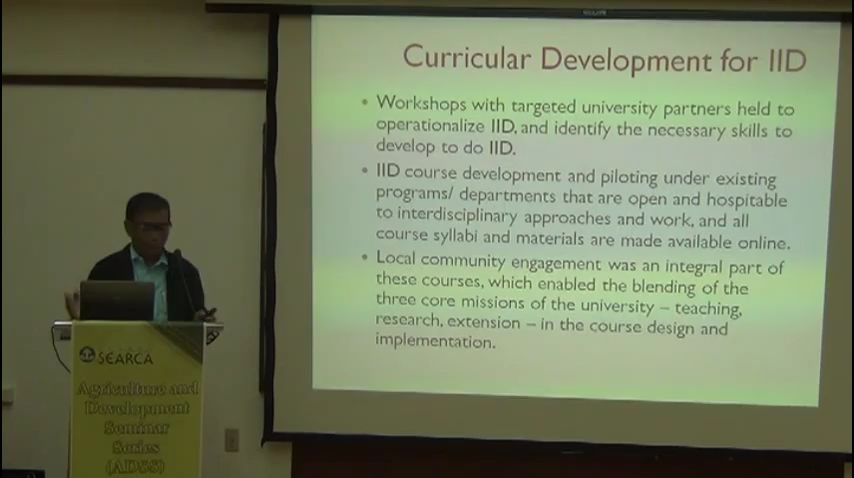 Curricular Development for IID
• Workshops with targeted university partners held to
operationalize IID, and identify the necessary skills to
develop to do IID.
• IID course development and piloting under existing
programs/ departments that are open and hospitable
to interdisciplinary approaches and work, and all
course syllabi and materials are made available online.
• Local community engagement was an integral part of
these courses, which enabled the blending of the
three core missions of the university – teaching,
research, extension – in the course design and
implementation.
SEARCA
Agriculture and
Development
Seminar
Series
(ADSS)